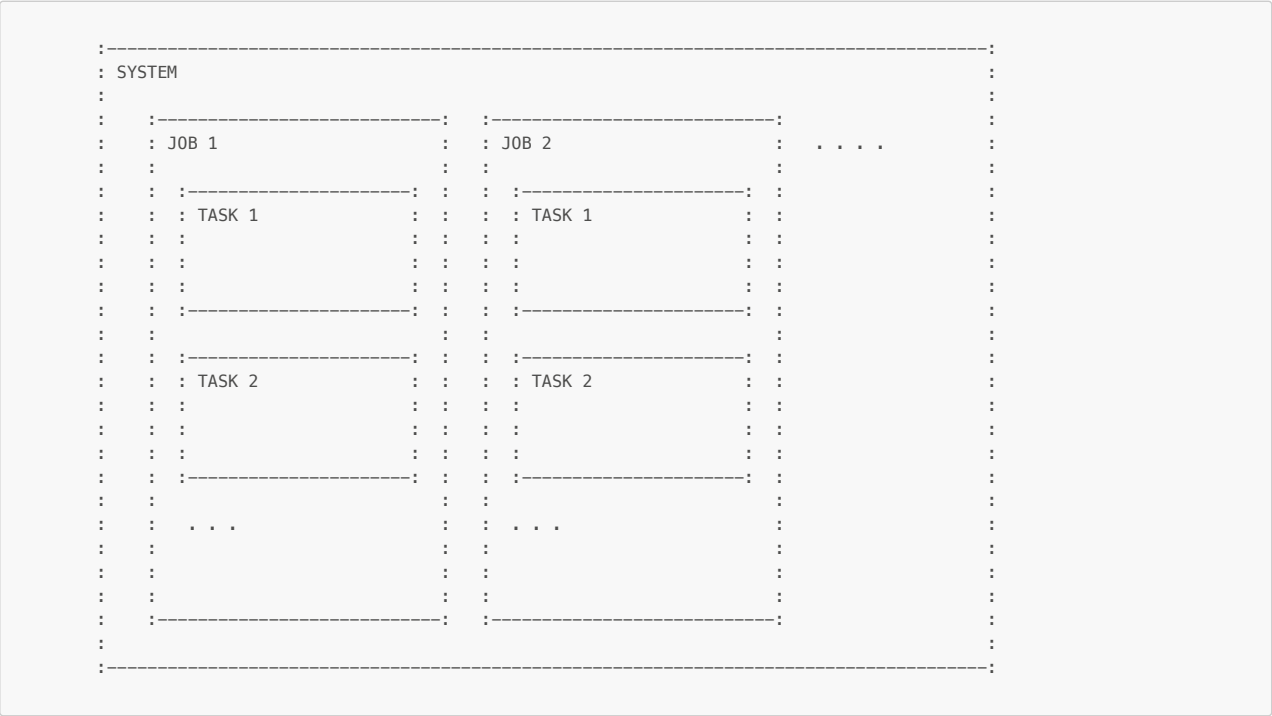 SYSTEM
JOB 1 JOB 2 . . . .
TASK 1 TASK 1
TASK 2 TASK 2
. . . . . .